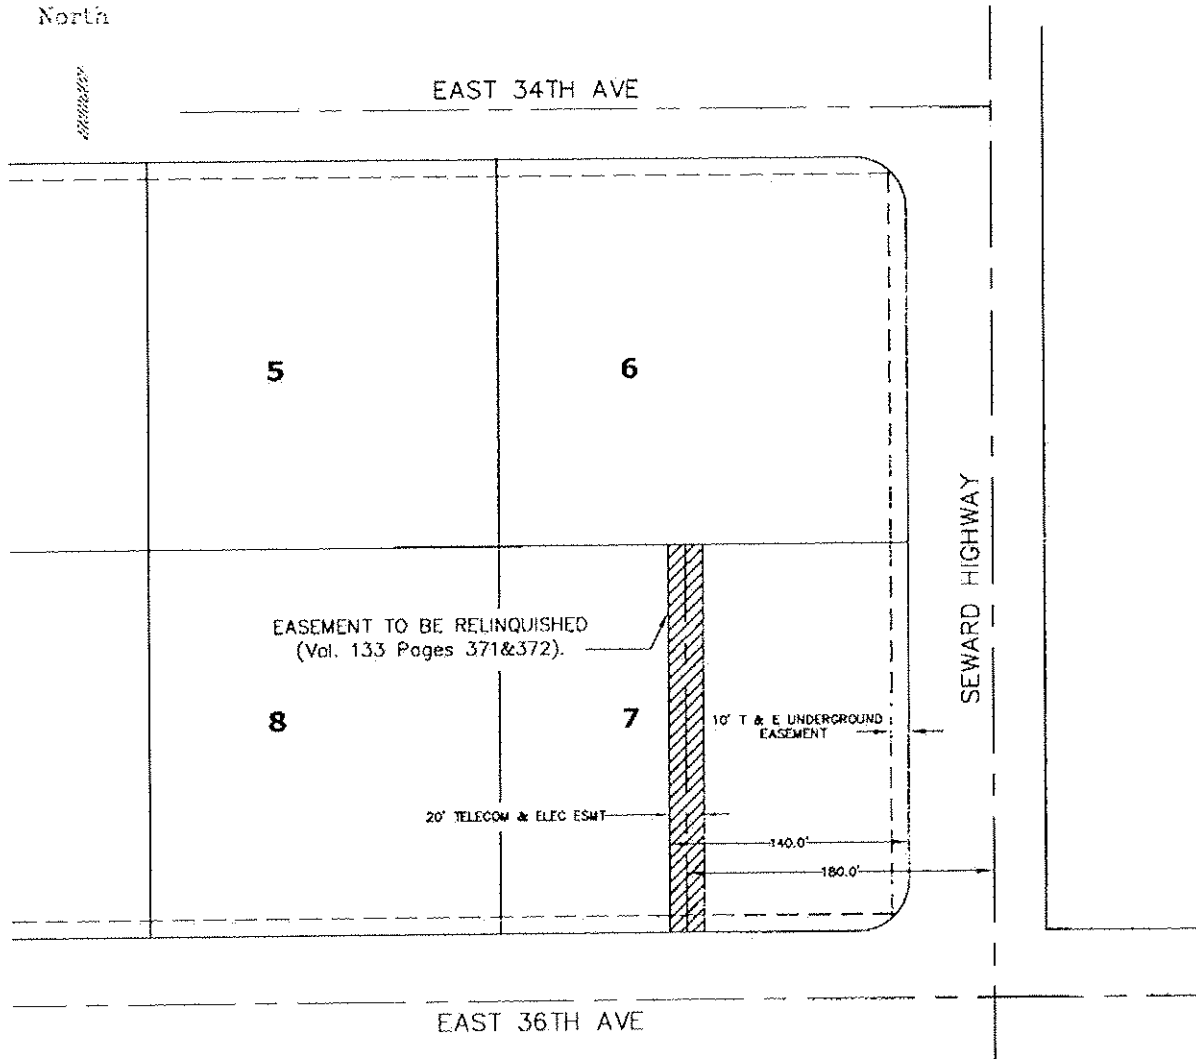 North
EAST 34TH AVE
5
6
SEWARD HIGHWAY
EASEMENT TO BE RELINQUISHED
(Vol. 133 Pages 371&372).
8
7
10' T & E UNDERGROUND
EASEMENT
20' TELECOM & ELEC ESMT
140.0'
180.0'
EAST 36TH AVE